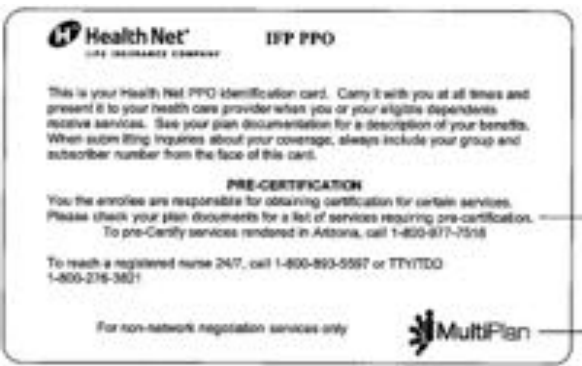 Health Net®
LIFE INSURANCE COMPANY
IFP PPO
This is your Health Net PPO identification card. Carry it with you at all times and
present it to your health care provider when you or your eligible dependents
receive services. See your plan documentation for a description of your benefits.
When submitting inquiries about your coverage, always include your group and
subscriber number from the face of this card.
PRE-CERTIFICATION
You the enrollee are responsible for obtaining certification for certain services.
Please check your plan documents for a list of services requiring pre-certification.
To pre-Certify services rendered in Arizona, call 1-800-977-7518
To reach a registered nurse 24/7, call 1-800-893-5597 or TTY/TDD
1-800-276-3821
For non-network negotiation services only
MultiPlan